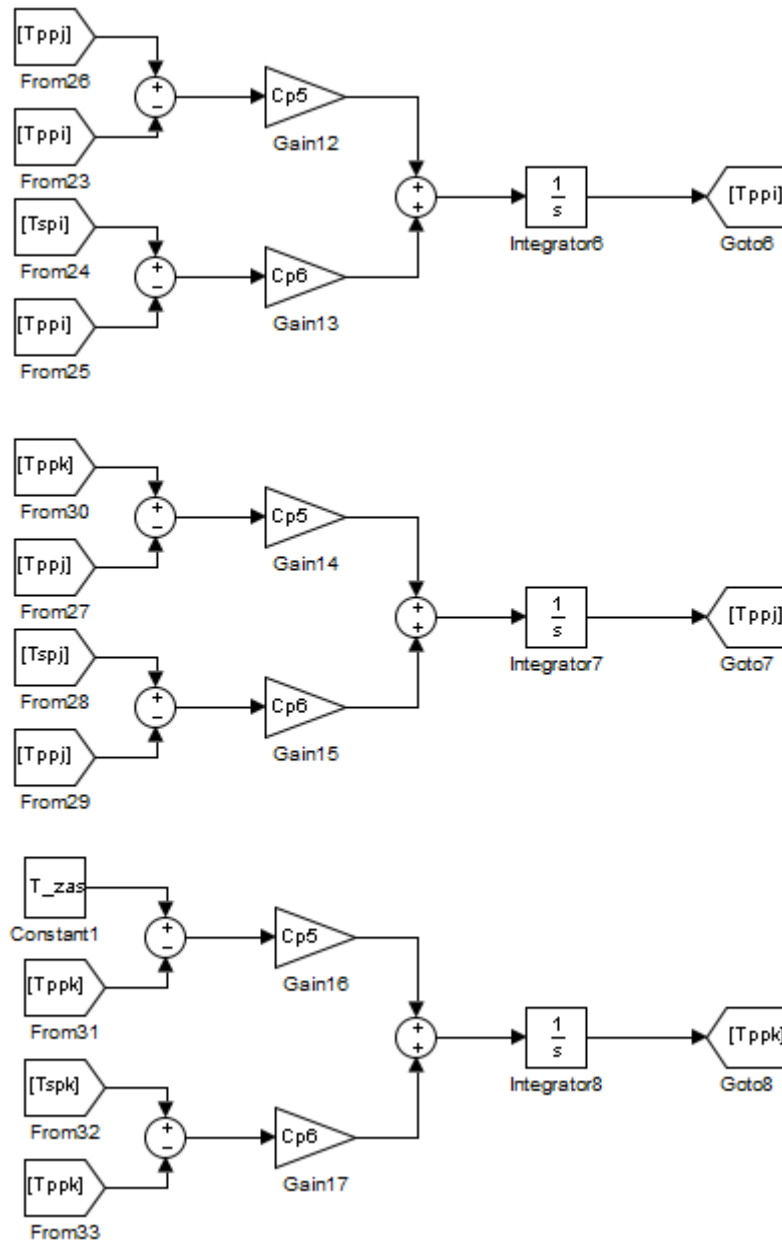 [Tppj]
From26
+
−
Cp5
Gain12
[Tppi]
From23
+
+
1
s
Integrator6
[Tppi]
Goto6
[Tspi]
From24
+
−
Cp6
Gain13
[Tppi]
From25
[Tppk]
From30
+
−
Cp5
Gain14
[Tppj]
From27
+
+
1
s
Integrator7
[Tppj]
Goto7
[Tspj]
From28
+
−
Cp6
Gain15
[Tppj]
From29
T_zas
Constant1
+
−
Cp5
Gain16
[Tppk]
From31
+
+
1
s
Integrator8
[Tppk]
Goto8
[Tspk]
From32
+
−
Cp6
Gain17
[Tppk]
From33